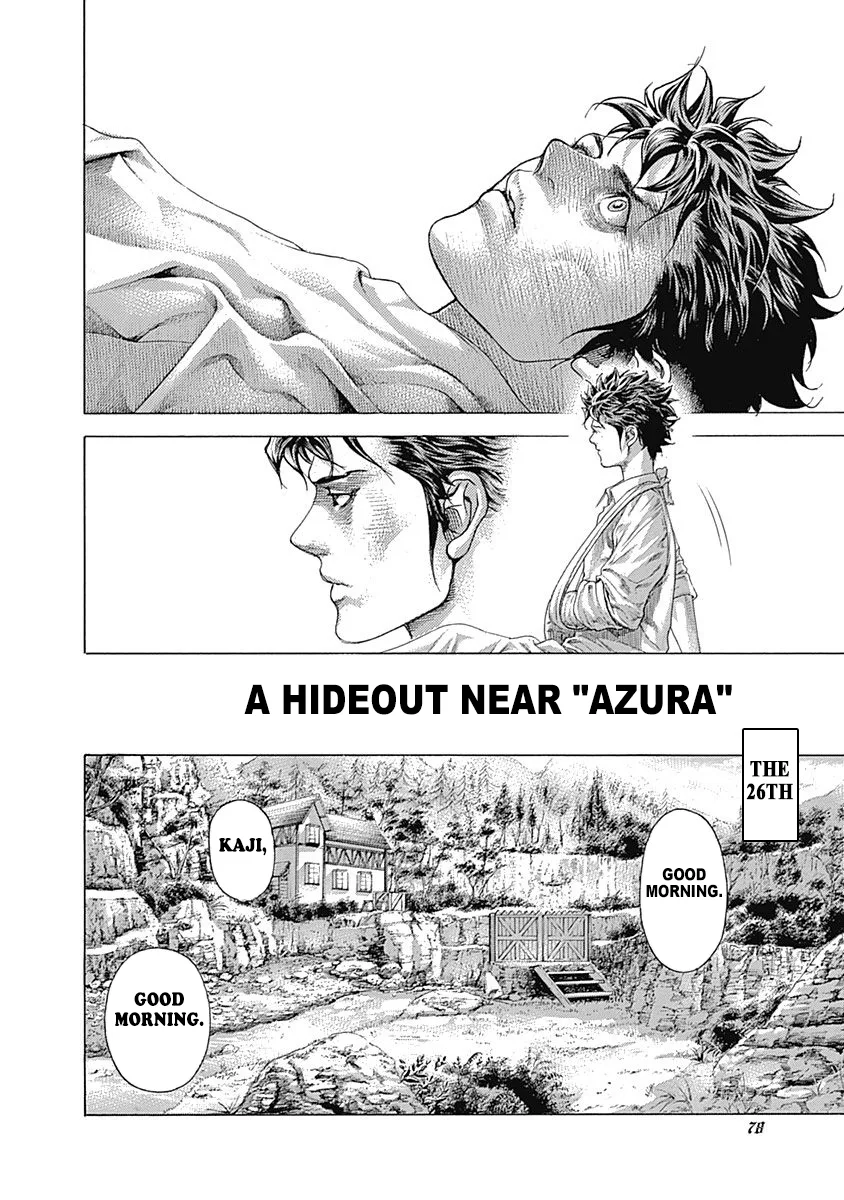 A HIDEOUT NEAR "AZURA"
THE
26TH
GOOD
MORNING.
KAJI,
GOOD
MORNING.
78